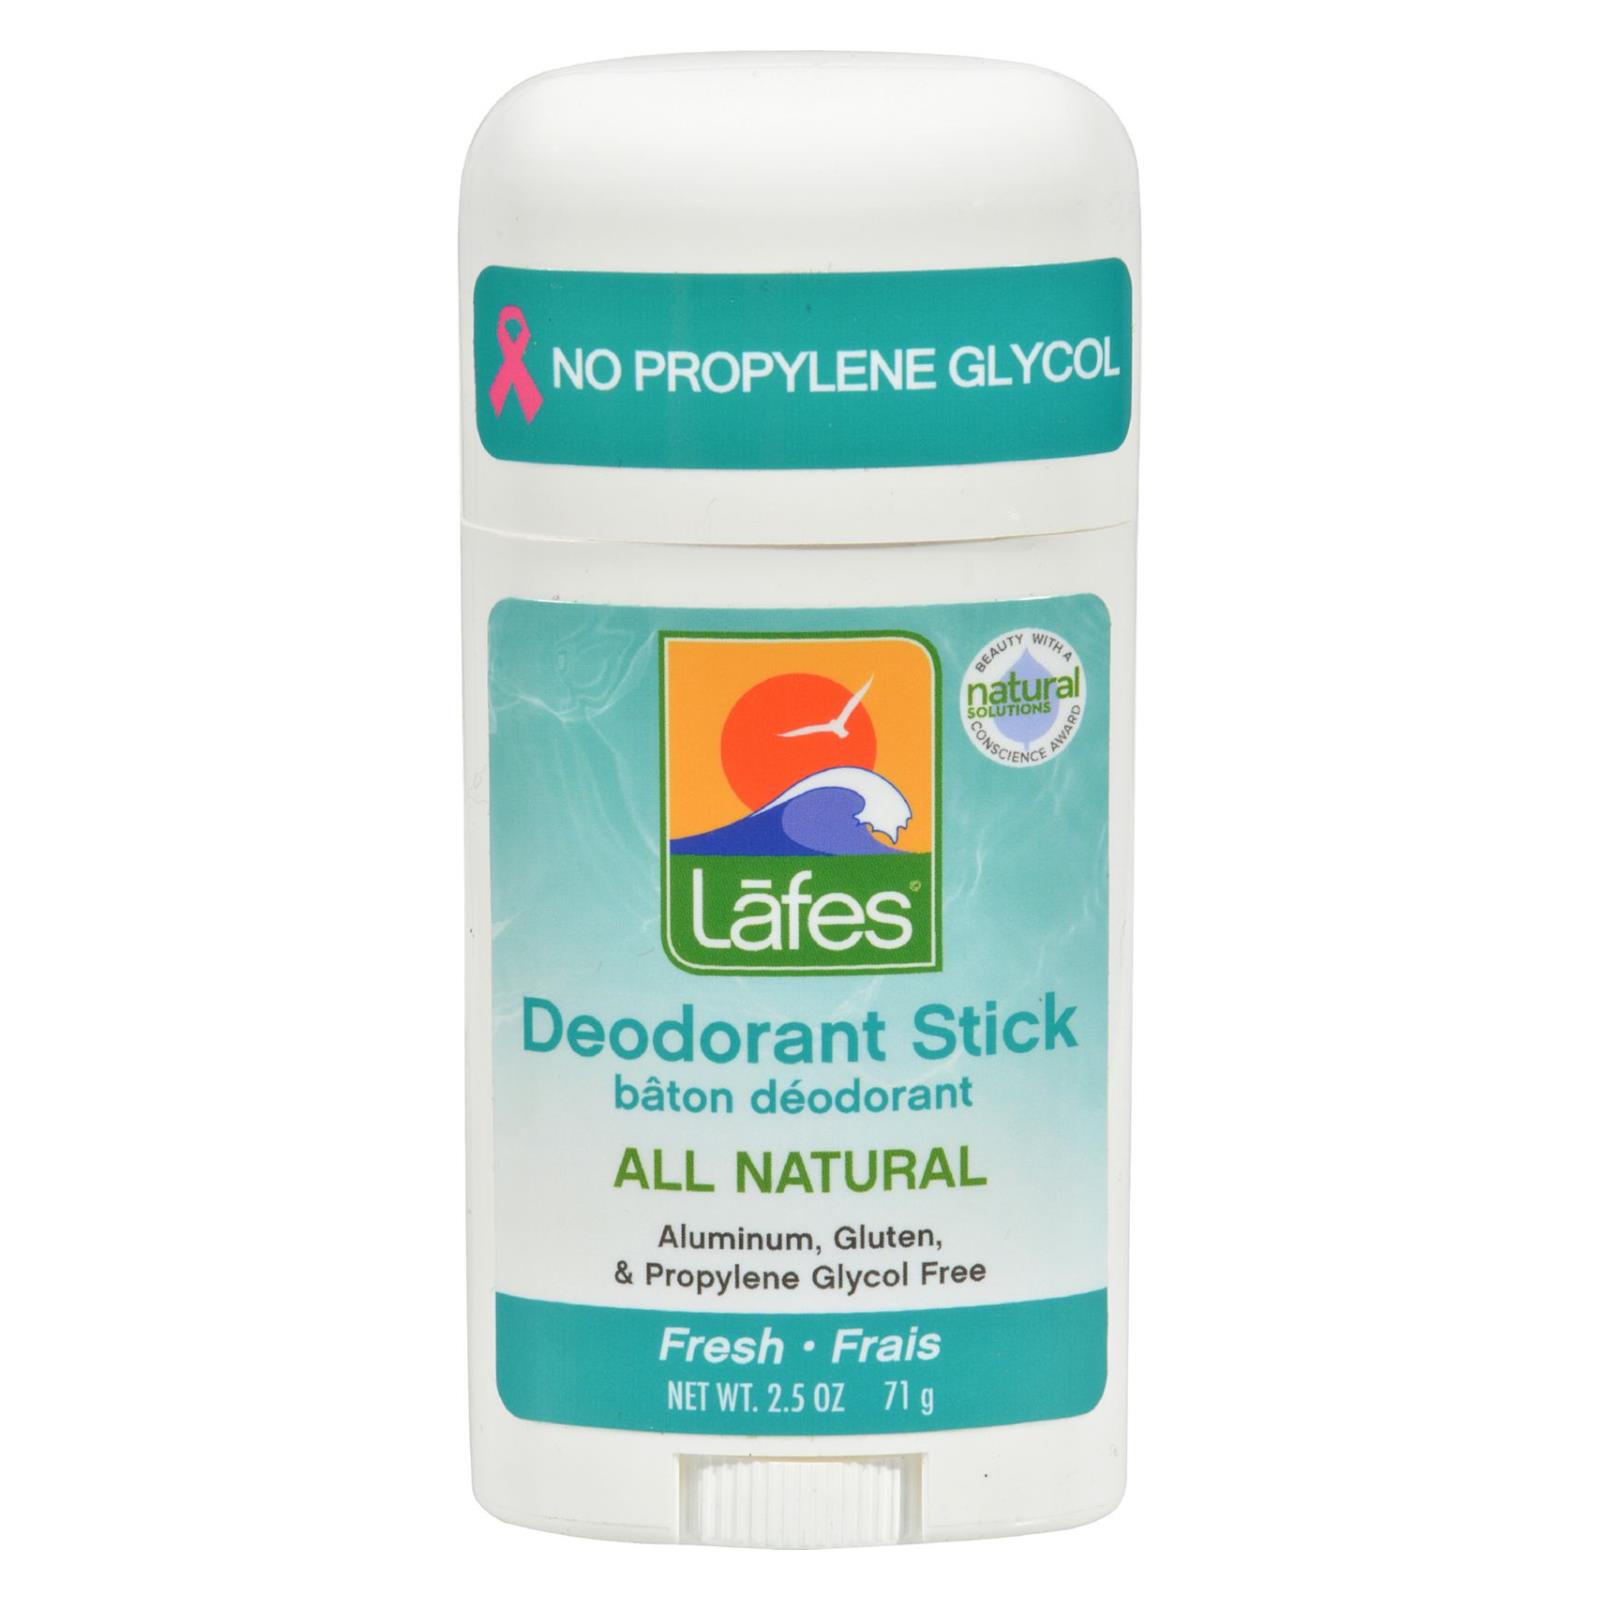 NO PROPYLENE GLYCOL
BEAUTY WITH A
natural
SOLUTIONS
CONSCIENCE AWARD
Lāfes©
Deodorant Stick
bâton déodorant
ALL NATURAL
Aluminum, Gluten,
& Propylene Glycol Free
Fresh • Frais
NET WT. 2.5 OZ 71 g